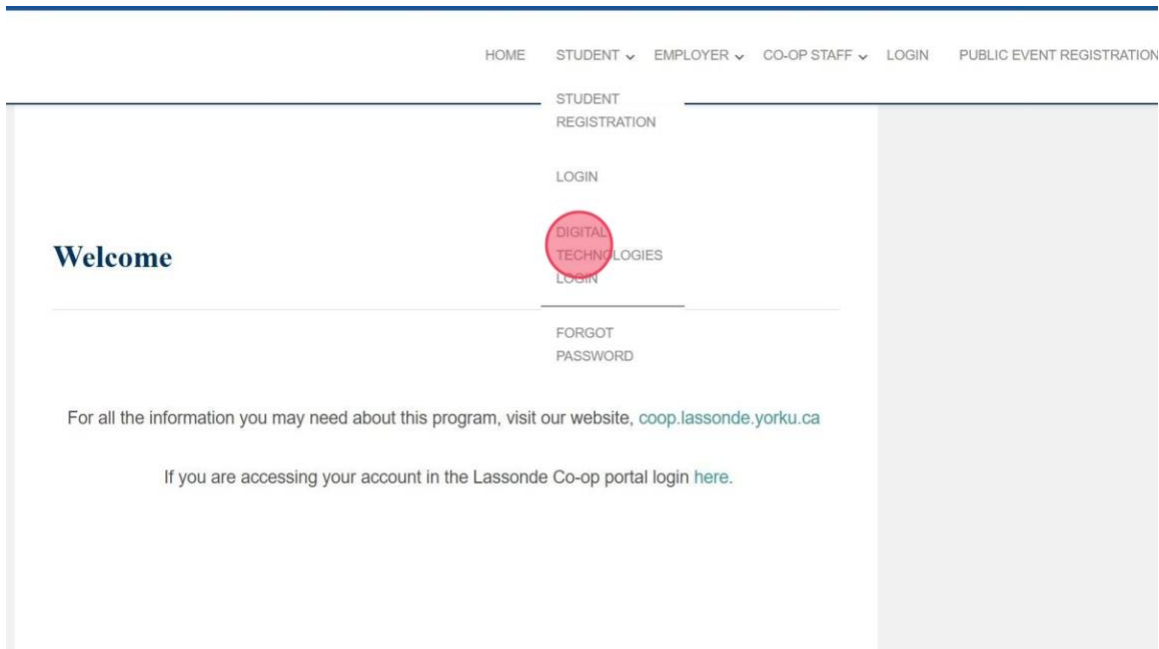 HOME STUDENT EMPLOYER CO-OP STAFF LOGIN PUBLIC EVENT REGISTRATION
STUDENT
REGISTRATION
LOGIN
DIGITAL
TECHNOLOGIES
LOGIN
FORGOT
PASSWORD
Welcome
For all the information you may need about this program, visit our website, coop.lassonde.yorku.ca
If you are accessing your account in the Lassonde Co-op portal login here.